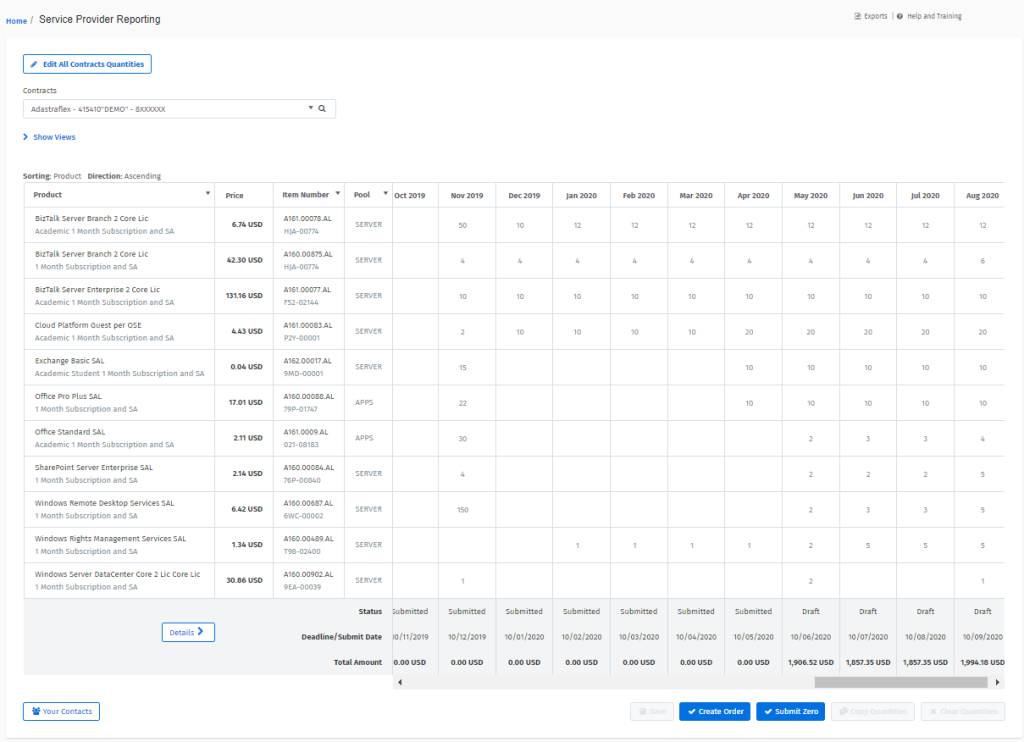 Home / Service Provider Reporting
Exports | Help and Training
Edit All Contracts Quantities
Contracts
Adastraflex - 415410"DEMO" - 8XXXXXX
Show Views
Sorting: Product Direction: Ascending
Product Price Item Number Pool Oct 2019 Nov 2019 Dec 2019 Jan 2020 Feb 2020 Mar 2020 Apr 2020 May 2020 Jun 2020 Jul 2020 Aug 2020
BizTalk Server Branch 2 Core Lic A161.00078.AL
6.74 USD SERVER 50 10 12 12 12 12 12 12 12 12
Academic 1 Month Subscription and SA HJA-00774
BizTalk Server Branch 2 Core Lic A160.00875.AL
42.30 USD SERVER 4 4 4 4 4 4 4 4 4 6
1 Month Subscription and SA HJA-00774
BizTalk Server Enterprise 2 Core Lic A161.00077.AL
131.16 USD SERVER 10 10 10 10 10 10 10 10 10 10
Academic 1 Month Subscription and SA F52-02144
Cloud Platform Guest per OSE A161.00083.AL
4.43 USD SERVER 2 10 10 10 10 20 20 20 20 20
Academic 1 Month Subscription and SA P2Y-00001
Exchange Basic SAL A162.00017.AL
0.04 USD SERVER 15 10 10 10 10 10
Academic Student 1 Month Subscription and SA 9MD-00001
Office Pro Plus SAL A160.00088.AL
17.01 USD APPS 22 10 10 10 10 10
1 Month Subscription and SA 79P-01747
Office Standard SAL A161.0009.AL
2.11 USD APPS 30 2 3 3 4
Academic 1 Month Subscription and SA 021-08183
SharePoint Server Enterprise SAL A160.00084.AL
2.14 USD SERVER 4 2 2 2 5
1 Month Subscription and SA 76P-00840
Windows Remote Desktop Services SAL A160.00687.AL
6.42 USD SERVER 150 2 3 3 5
1 Month Subscription and SA 6WC-00002
Windows Rights Management Services SAL A160.00489.AL
1.34 USD SERVER 1 1 1 1 2 5 5 5
1 Month Subscription and SA T98-02400
Windows Server DataCenter Core 2 Lic Core Lic A160.00902.AL
30.86 USD SERVER 1 2 1
1 Month Subscription and SA 9EA-00039
Status Submitted Submitted Submitted Submitted Submitted Submitted Submitted Draft Draft Draft Draft
Details Deadline/Submit Date 10/11/2019 10/12/2019 10/01/2020 10/02/2020 10/03/2020 10/04/2020 10/05/2020 10/06/2020 10/07/2020 10/08/2020 10/09/2020
Total Amount 0.00 USD 0.00 USD 0.00 USD 0.00 USD 0.00 USD 0.00 USD 0.00 USD 1,906.52 USD 1,857.35 USD 1,857.35 USD 1,994.18 USD
Your Contacts Save Create Order Submit Zero Copy Quantities Clear Quantities